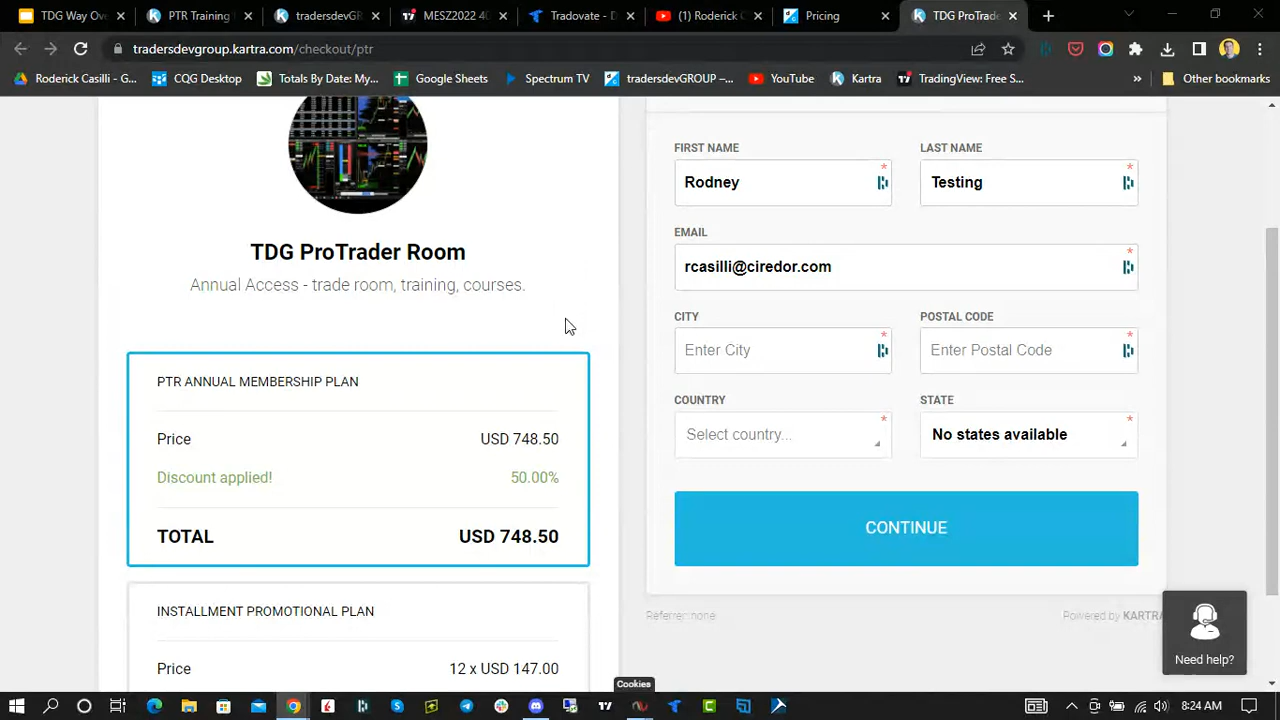 TDG Way Over
PTR Training
tradersdevGR
MES2!2022 4
Tradovate - D
(1) Roderick C
Pricing
TDG ProTrade
tradersdevgroup.kartra.com/checkout/ptr
Roderick Casilli - G...
CQG Desktop
Totals By Date: My...
Google Sheets
Spectrum TV
tradersdevGROUP –...
YouTube
Kartra
TradingView: Free S...
»
Other bookmarks
TDG ProTrader Room
Annual Access - trade room, training, courses.
PTR ANNUAL MEMBERSHIP PLAN
Price USD 748.50
Discount applied! 50.00%
TOTAL USD 748.50
INSTALLMENT PROMOTIONAL PLAN
Price 12 x USD 147.00
FIRST NAME LAST NAME
* *
Rodney Testing
EMAIL
*
rcasilli@ciredor.com
CITY POSTAL CODE
* *
Enter City Enter Postal Code
COUNTRY STATE
* *
Select country... No states available
CONTINUE
Referrer: none Powered by KARTRA
Need help?
Cookies
8:24 AM